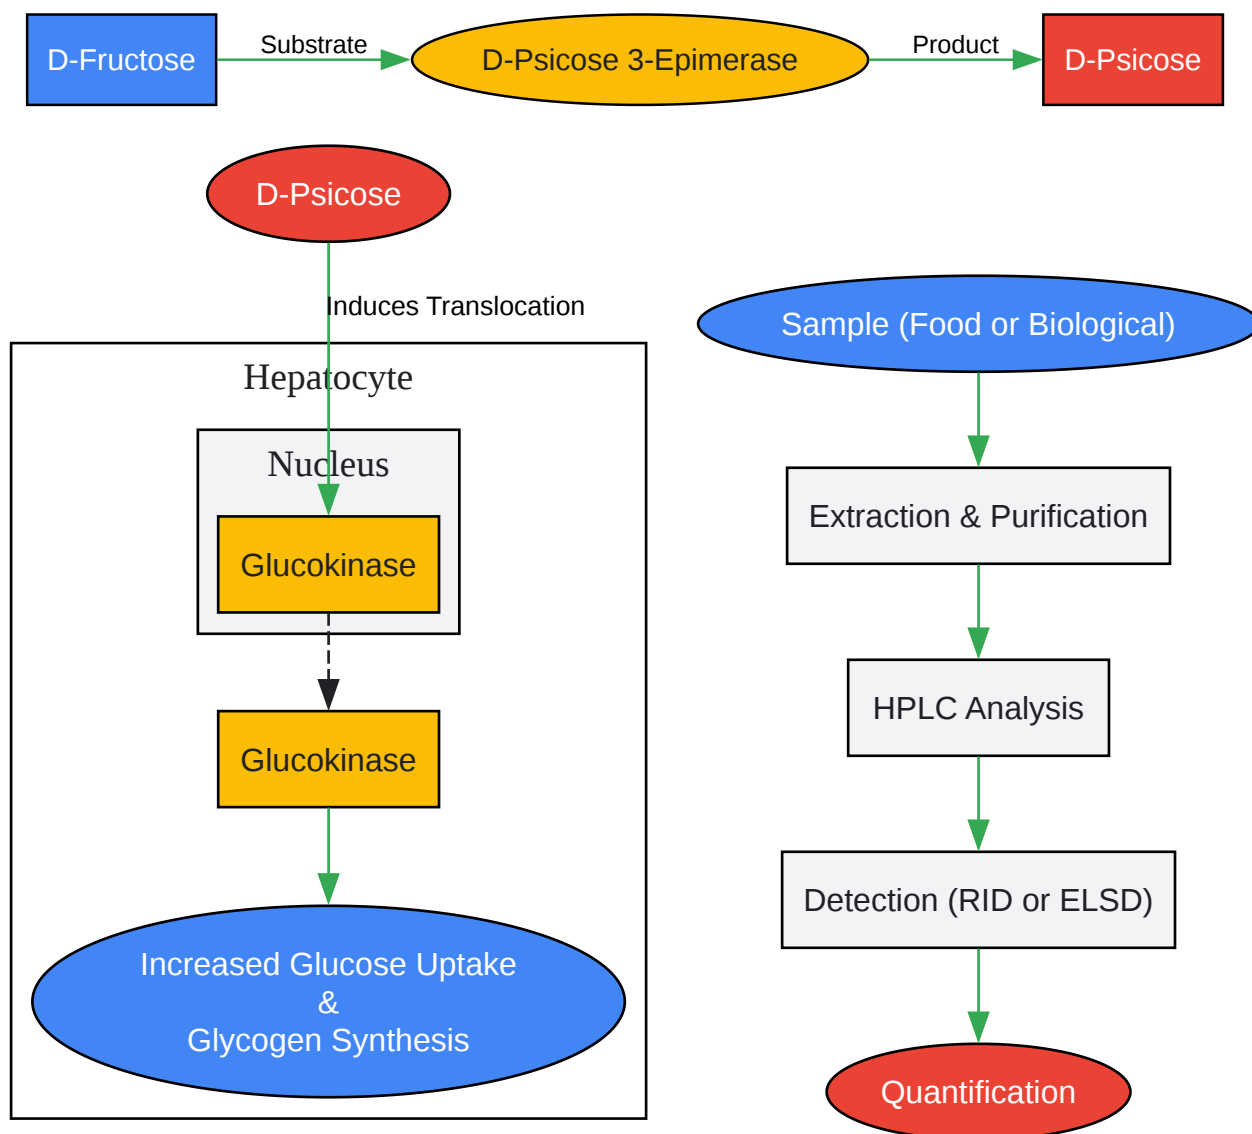 D-Fructose
Substrate
D-Psicose 3-Epimerase
Product
D-Psicose
D-Psicose
Induces Translocation
Hepatocyte
Nucleus
Glucokinase
Glucokinase
Increased Glucose Uptake
&
Glycogen Synthesis
Sample (Food or Biological)
Extraction & Purification
HPLC Analysis
Detection (RID or ELSD)
Quantification